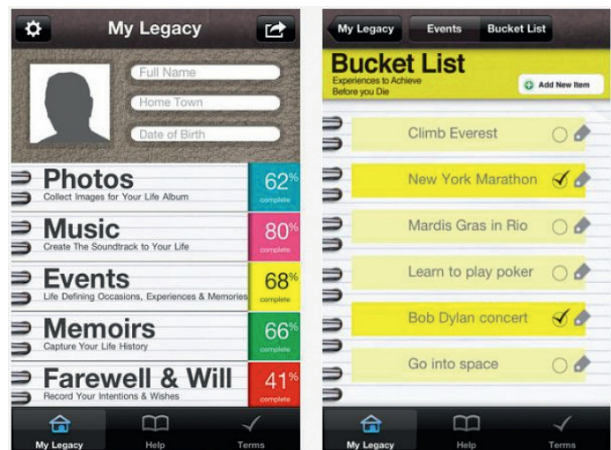 My Legacy
Full Name
Home Town
Date of Birth
Photos
Collect Images for Your Life Album
62%
complete
Music
Create The Soundtrack to Your Life
80%
complete
Events
Life Defining Occasions, Experiences & Memories
68%
complete
Memoirs
Capture Your Life History
66%
complete
Farewell & Will
Record Your Intentions & Wishes
41%
complete
My Legacy Help Terms
My Legacy Events Bucket List
Bucket List
Experiences to Achieve
Before you Die
Add New Item
Climb Everest
New York Marathon
Mardis Gras in Rio
Learn to play poker
Bob Dylan concert
Go into space
My Legacy Help Terms